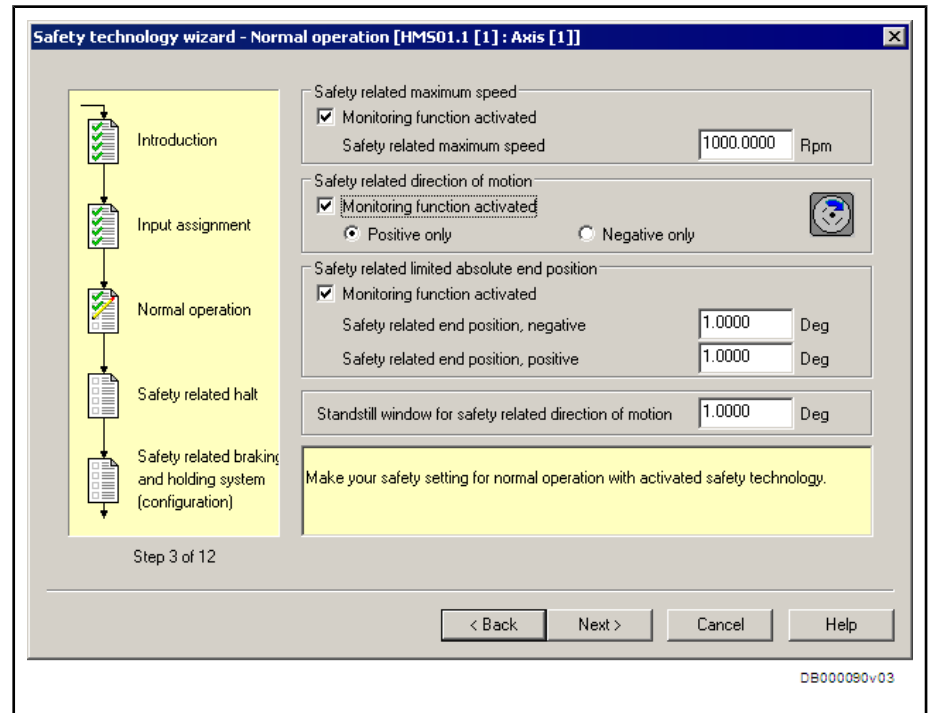 Safety technology wizard - Normal operation [HMS01.1 [1] : Axis [1]]
Introduction
Input assignment
Normal operation
Safety related halt
Safety related braking
and holding system
(configuration)
Step 3 of 12
Safety related maximum speed
Monitoring function activated
Safety related maximum speed 1000.0000 Rpm
Safety related direction of motion
Monitoring function activated
Positive only Negative only
Safety related limited absolute end position
Monitoring function activated
Safety related end position, negative 1.0000 Deg
Safety related end position, positive 1.0000 Deg
Standstill window for safety related direction of motion 1.0000 Deg
Make your safety setting for normal operation with activated safety technology.
< Back Next > Cancel Help
DB000090v03